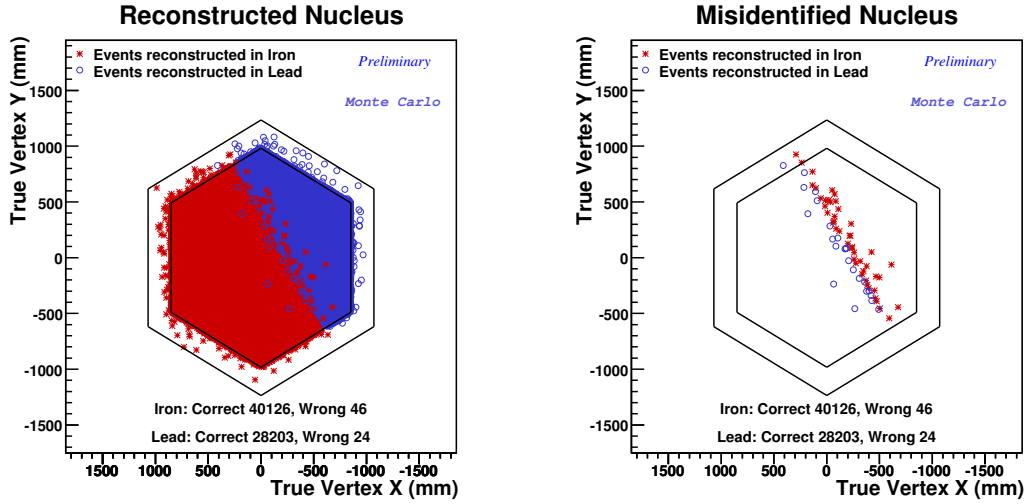 Reconstructed Nucleus
Events reconstructed in Iron
Events reconstructed in Lead
Preliminary
Monte Carlo
True Vertex Y (mm)
1500
1000
500
0
-500
-1000
-1500
Iron: Correct 40126, Wrong 46
Lead: Correct 28203, Wrong 24
1500 1000 500 0 -500 -1000 -1500
True Vertex X (mm)
Misidentified Nucleus
Events reconstructed in Iron
Events reconstructed in Lead
Preliminary
Monte Carlo
True Vertex Y (mm)
1500
1000
500
0
-500
-1000
-1500
Iron: Correct 40126, Wrong 46
Lead: Correct 28203, Wrong 24
1500 1000 500 0 -500 -1000 -1500
True Vertex X (mm)